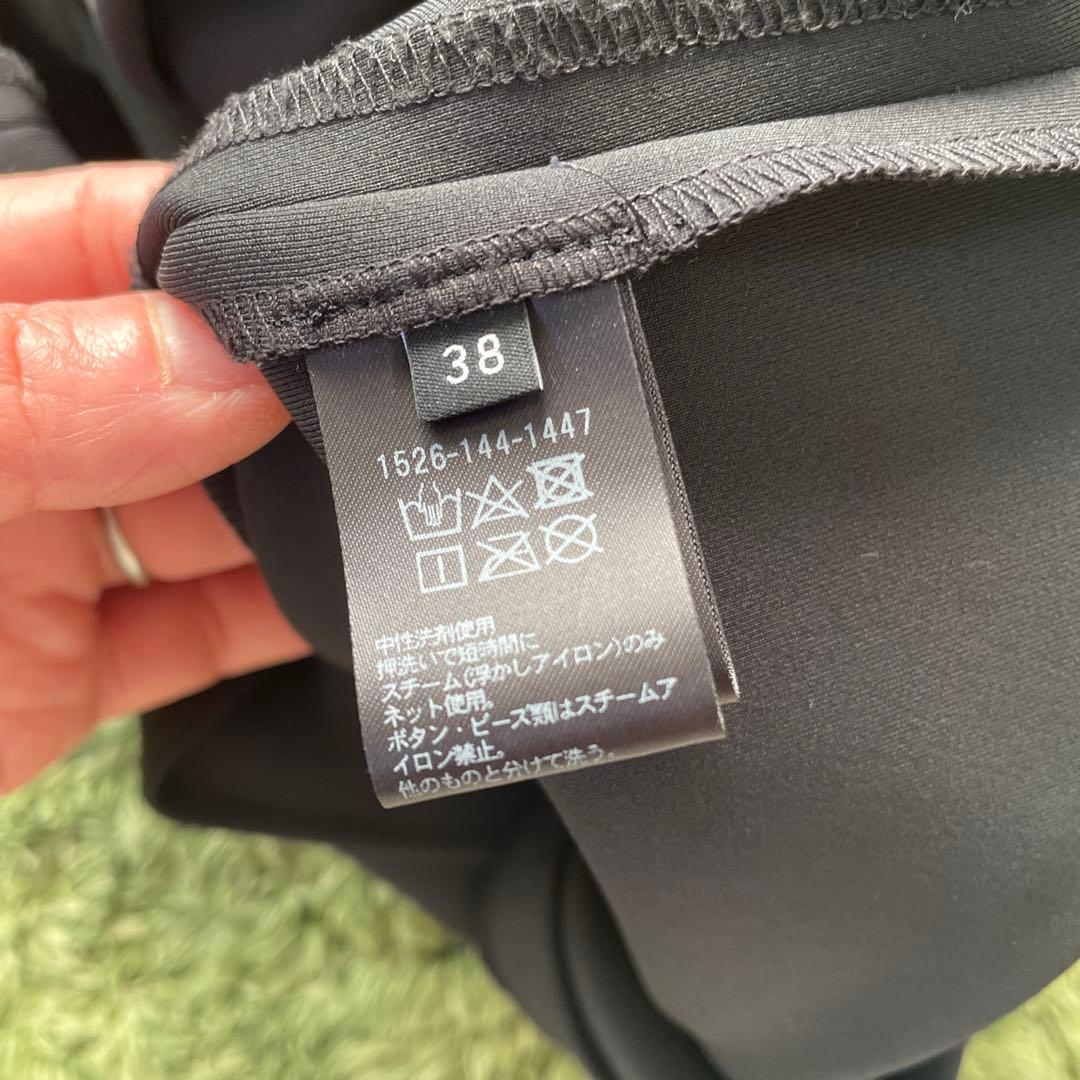 38
1526-144-1447
中性洗剤使用
押洗いで短時間に
スチーム(浮かしアイロン)のみ
ネット使用。
ボタン・ビーズ類はスチームア
イロン禁止。
他のものと分けて洗う。